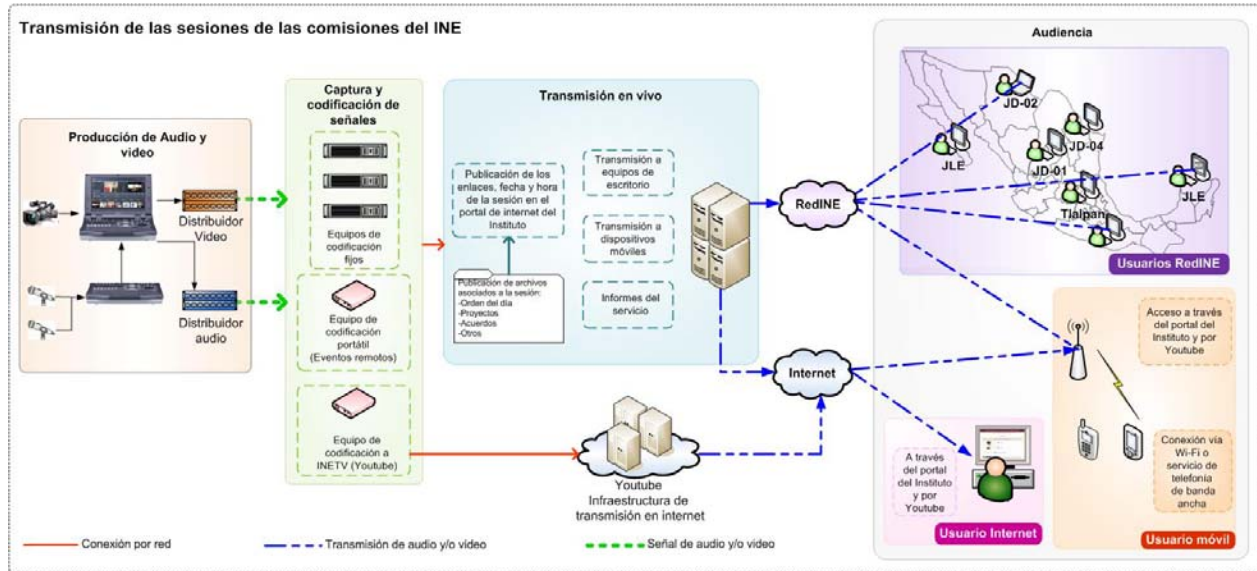 Transmisión de las sesiones de las comisiones del INE
Producción de Audio y
video
Distribuidor
Video
Distribuidor
audio
Captura y
codificación de
señales
Equipos de
codificación
fijos
Equipo de
codificación
portátil
(Eventos remotos)
Equipo de
codificación a
INETV (Youtube)
Transmisión en vivo
Publicación de los
enlaces, fecha y hora
de la sesión en el
portal de internet del
Instituto
Publicación de archivos
asociados a la sesión:
-Orden del día
-Proyectos
-Acuerdos
-Otros
Transmisión a
equipos de
escritorio
Transmisión a
dispositivos
móviles
Informes del
servicio
RedINE
Internet
Youtube
Infraestructura de
transmisión en internet
Audiencia
JD-02
JD-04
JLE
JD-01
JLE
Tlalpan
Usuarios RedINE
Acceso a través
del portal del
Instituto y por
Youtube
Conexión vía
Wi-Fi o
servicio de
telefonía
de banda
ancha
Usuario móvil
A través
del portal
del Instituto
y por
Youtube
Usuario Internet
Conexión por red
Transmisión de audio y/o video
Señal de audio y/o video